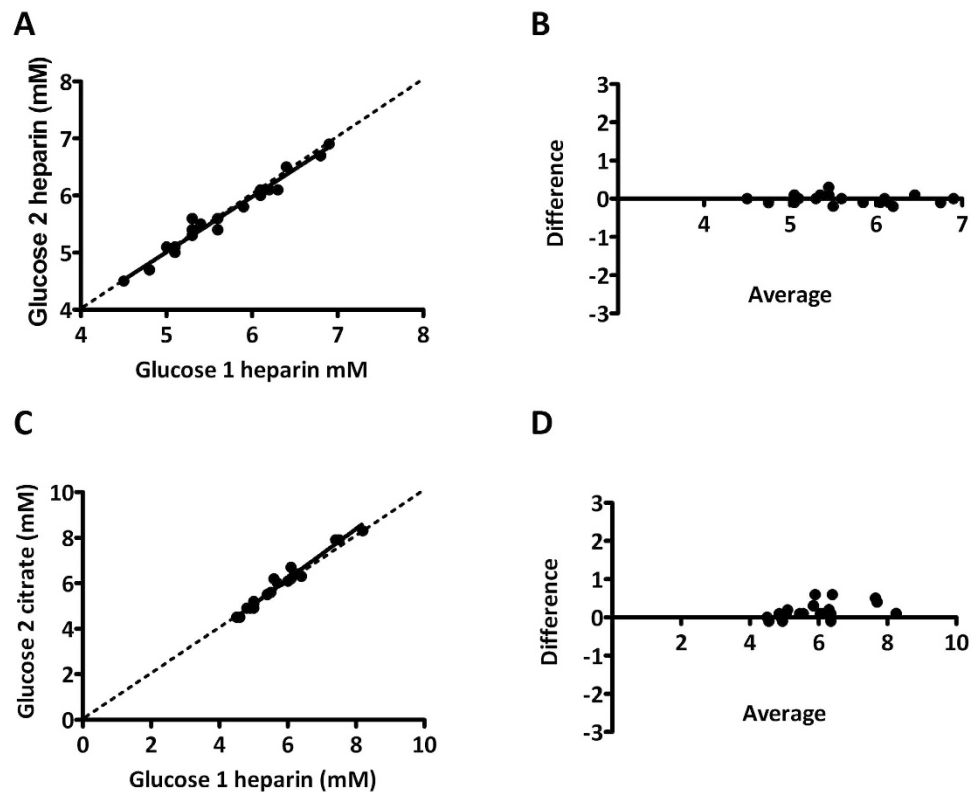 A
Glucose 2 heparin (mM)
8
7
6
5
4
4 5 6 7 8
Glucose 1 heparin mM
B
Difference
3
2
1
0
-1
-2
-3
4 5 6 7
Average
C
Glucose 2 citrate (mM)
10
8
6
4
2
0
0 2 4 6 8 10
Glucose 1 heparin (mM)
D
Difference
3
2
1
0
-1
-2
-3
2 4 6 8 10
Average